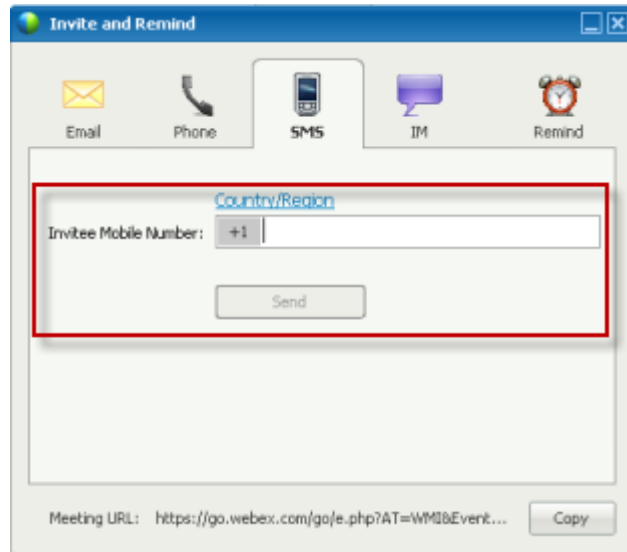 Invite and Remind
Email Phone SMS IM Remind
Country/Region
Invitee Mobile Number: +1
Send
Meeting URL: https://go.webex.com/go/e.php?AT=WMI&Event... Copy